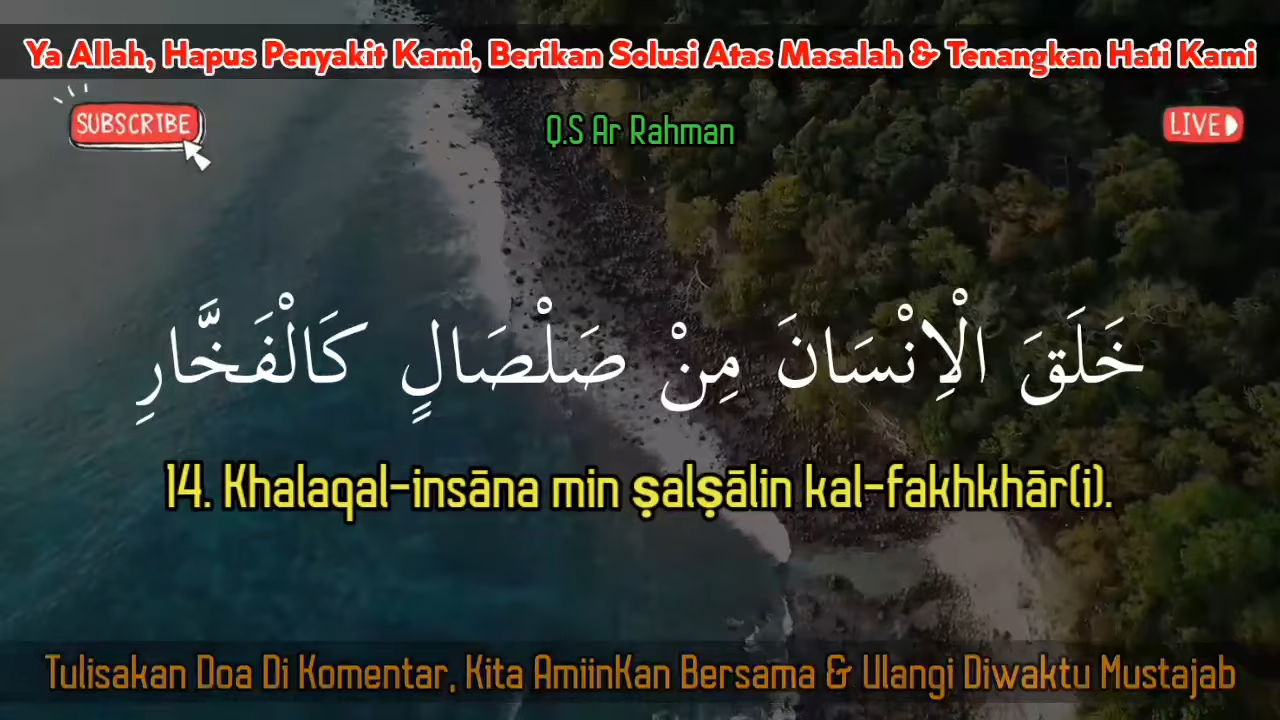 Ya Allah, Hapus Penyakit Kami, Berikan Solusi Atas Masalah & Tenangkan Hati Kami
SUBSCRIBE
Q.S Ar Rahman
LIVE
خَلَقَ الْاِنْسَانَ مِنْ صَلْصَالٍ كَالْفَخَّارِ
14. Khalaqal-insāna min ṣalṣālin kal-fakhkhār(i).
Tulisakan Doa Di Komentar, Kita AmiinKan Bersama & Ulangi Diwaktu Mustajab